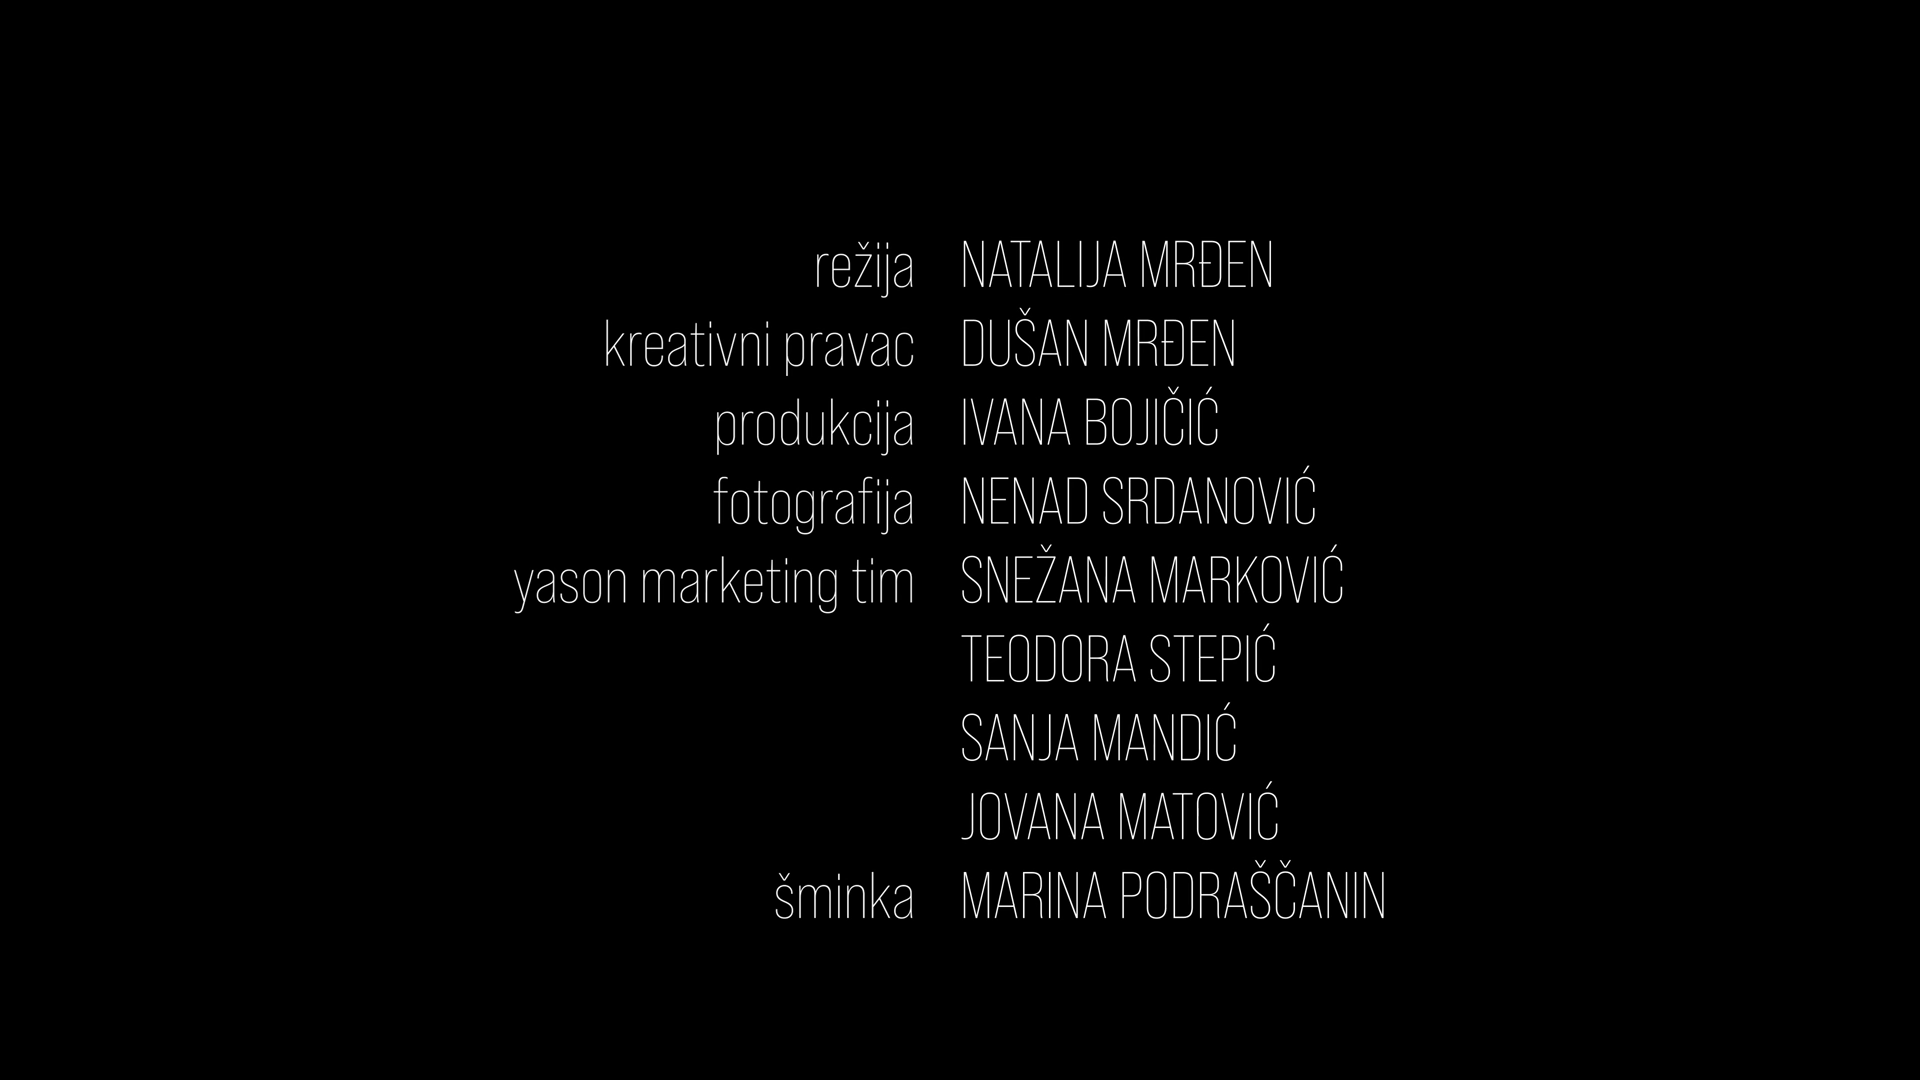 režija NATALIJA MRĐEN
kreativni pravac DUŠAN MRĐEN
produkcija IVANA BOJIČIĆ
fotografija NENAD SRDANOVIĆ
yason marketing tim SNEŽANA MARKOVIĆ
TEODORA STEPIĆ
SANJA MANDIĆ
JOVANA MATOVIĆ
šminka MARINA PODRAŠČANIN